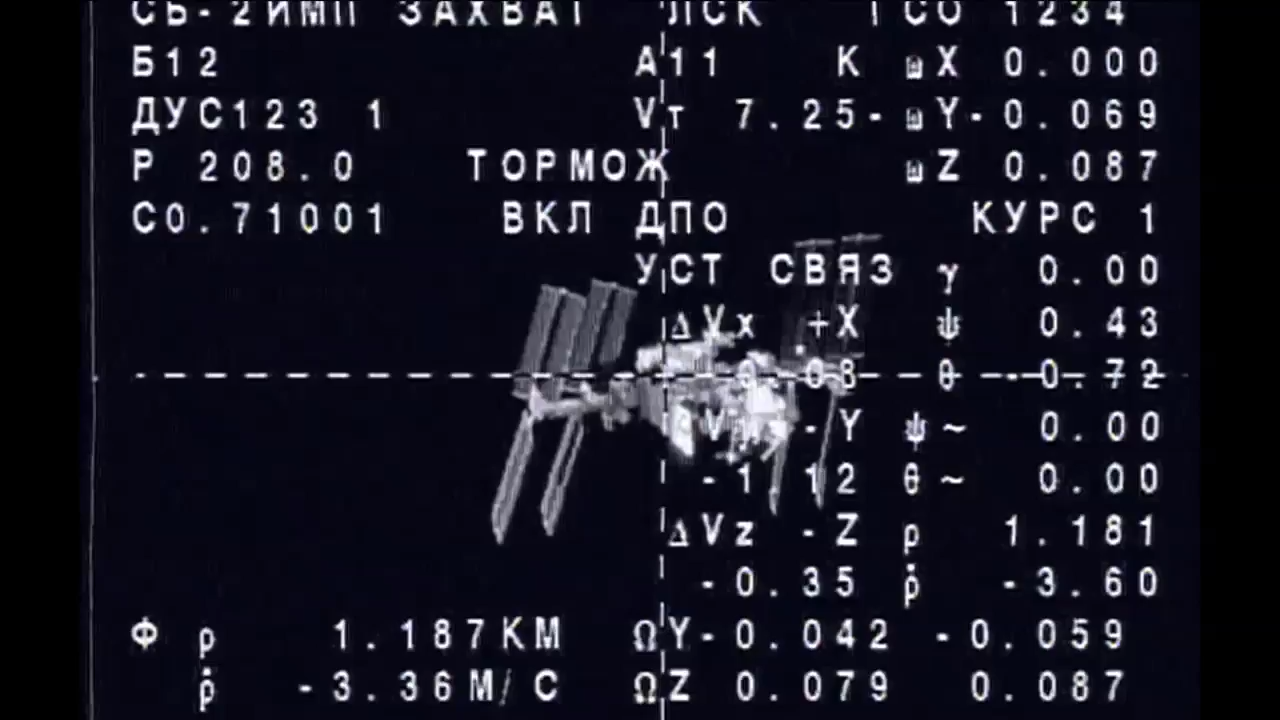 СБ-2ИМП ЗАХВАТ ЛСК ТСО 1234
Б12 А11 К ωX 0.000
ДУС123 1 Vт 7.25- ωY-0.069
Р 208.0 ТОРМОЖ ωZ 0.087
С0.71001 ВКЛ ДПО КУРС 1
УСТ СВЯЗ γ 0.00
ΔVx +X ψ 0.43
08 θ -0.72
-Y ψ~ 0.00
-1.12 θ~ 0.00
ΔVz -Z ρ 1.181
-0.35 ρ̇ -3.60
Ф ρ 1.187КМ ΩY-0.042 -0.059
ρ̇ -3.36М/С ΩZ 0.079 0.087